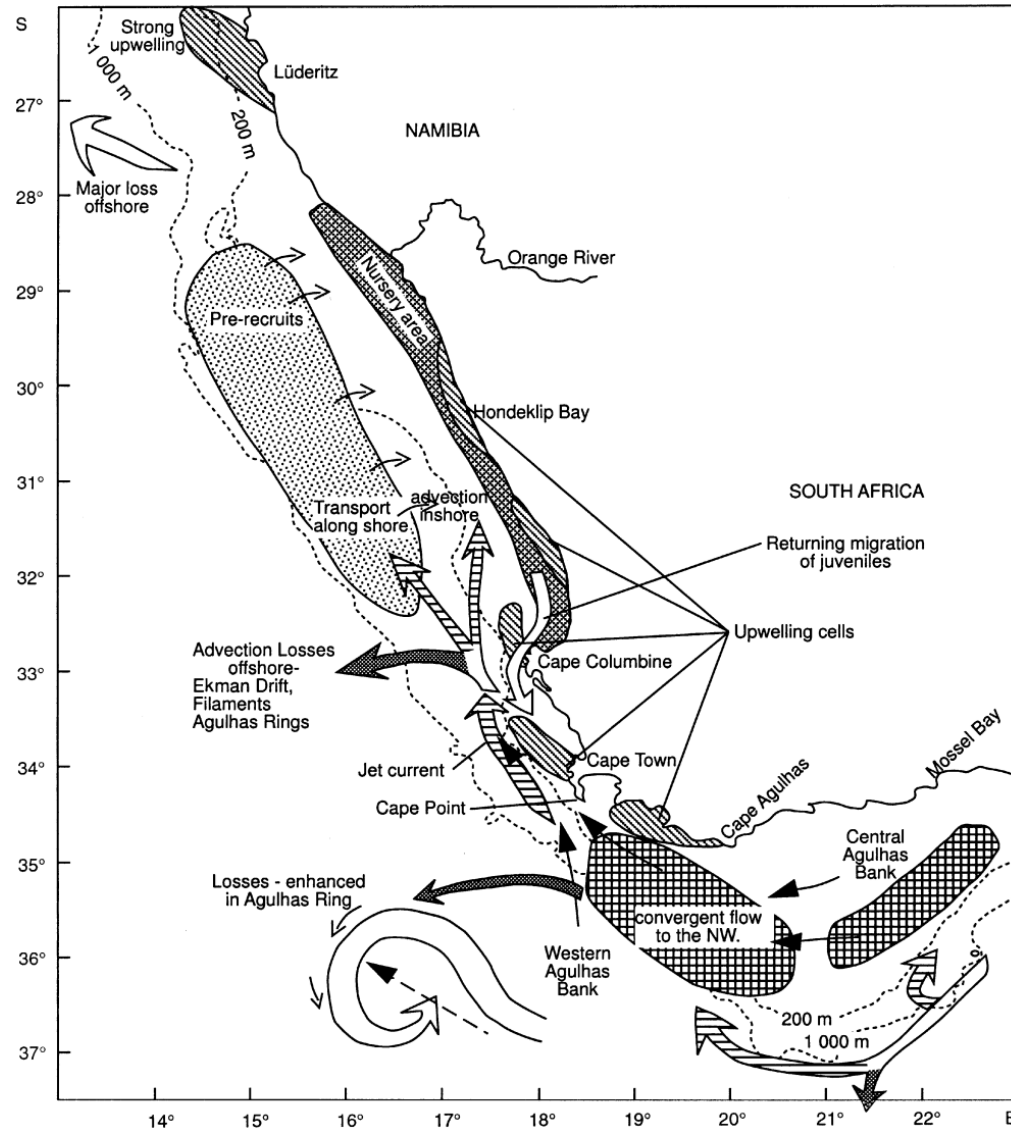 S
Strong
upwelling
1 000 m
Lüderitz
27°
200 m
NAMIBIA
Major loss
offshore
28°
Orange River
Nursery area
29°
Pre-recruits
30°
Hondeklip Bay
31°
SOUTH AFRICA
Transport
along shore
advection
inshore
Returning migration
of juveniles
32°
Upwelling cells
Advection Losses
offshore-
Ekman Drift,
Filaments
Agulhas Rings
33°
Cape Columbine
Mossel Bay
34°
Jet current
Cape Town
Cape Point
Cape Agulhas
Central
Agulhas
Bank
35°
Losses - enhanced
in Agulhas Ring
convergent flow
to the NW.
36°
Western
Agulhas
Bank
200 m
1 000 m
37°
14° 15° 16° 17° 18° 19° 20° 21° 22° E